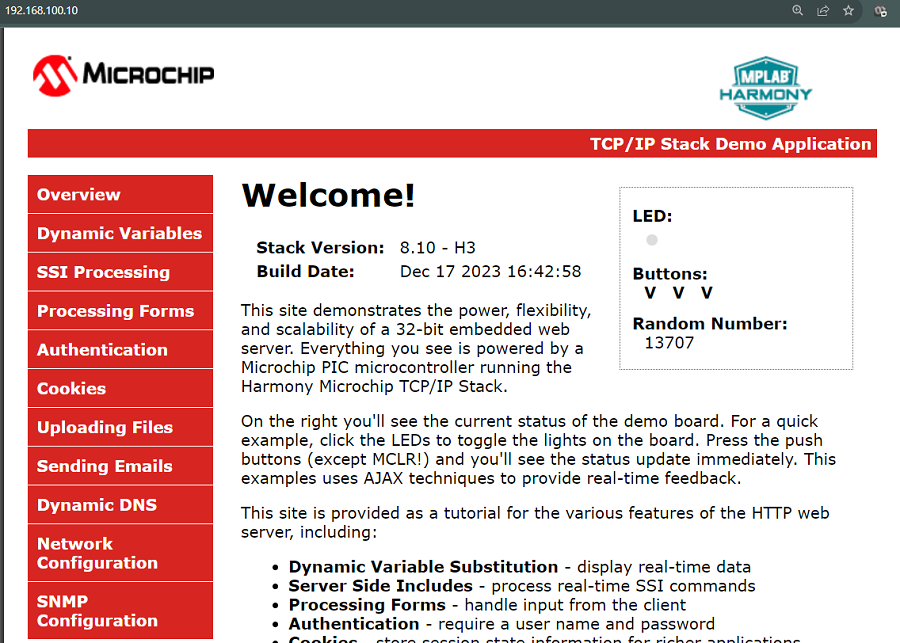 192.168.100.10
MICROCHIP
MPLAB
HARMONY
TCP/IP Stack Demo Application
Overview
Dynamic Variables
SSI Processing
Processing Forms
Authentication
Cookies
Uploading Files
Sending Emails
Dynamic DNS
Network
Configuration
SNMP
Configuration
Welcome!
Stack Version: 8.10 - H3
Build Date: Dec 17 2023 16:42:58
This site demonstrates the power, flexibility,
and scalability of a 32-bit embedded web
server. Everything you see is powered by a
Microchip PIC microcontroller running the
Harmony Microchip TCP/IP Stack.
LED:
Buttons:
V V V
Random Number:
13707
On the right you'll see the current status of the demo board. For a quick
example, click the LEDs to toggle the lights on the board. Press the push
buttons (except MCLR!) and you'll see the status update immediately. This
examples uses AJAX techniques to provide real-time feedback.
This site is provided as a tutorial for the various features of the HTTP web
server, including:
• Dynamic Variable Substitution - display real-time data
• Server Side Includes - process real-time SSI commands
• Processing Forms - handle input from the client
• Authentication - require a user name and password
• Cookies - store session state information for richer applications